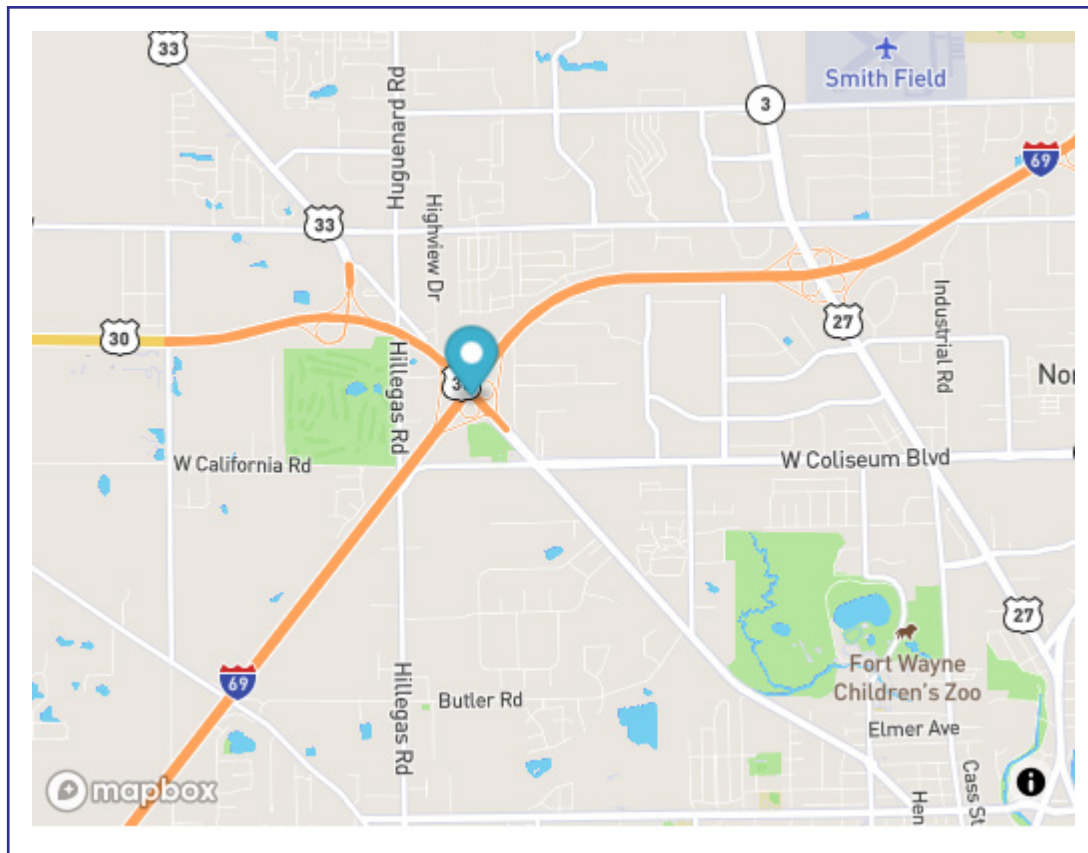 33
Smith Field
3
Huguenard Rd
69
Highview Dr
33
Industrial Rd
30
27
Hillegas Rd
W California Rd
W Coliseum Blvd
27
Fort Wayne
Children's Zoo
69
Hillegas Rd
Butler Rd
Elmer Ave
Cass St
mapbox